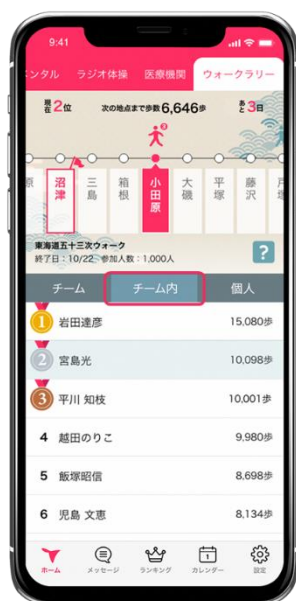 9:41
ンタル ラジオ体操 医療機関 ウォークラリー
現在2位 次の地点まで歩数6,646歩 あと3日
原 沼津 三島 箱根 小田原 大磯 平塚 藤沢 戸塚
東海道五十三次ウォーク
終了日:10/22 参加人数:1,000人
?
チーム チーム内 個人
1 岩田達彦 15,080歩
2 宮島光 10,098歩
3 平川 知枝 10,001歩
4 越田のりこ 9,980歩
5 飯塚昭信 8,698歩
6 児島 文恵 8,134歩
ホーム メッセージ ランキング カレンダー 設定